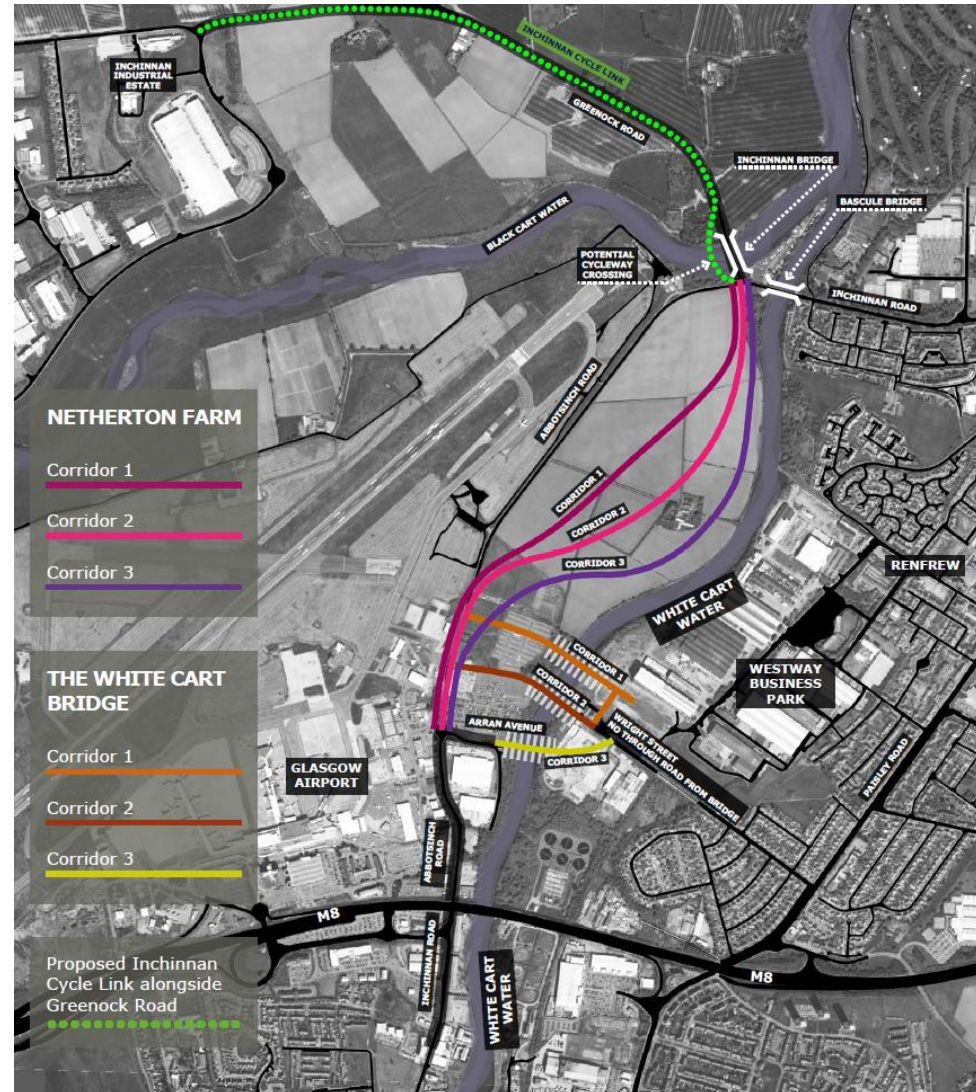 INCHINNAN
INDUSTRIAL
ESTATE
INCHINNAN CYCLE LINK
GREENOCK ROAD
INCHINNAN BRIDGE
BASCULE BRIDGE
BLACK CART WATER
POTENTIAL
CYCLEWAY
CROSSING
INCHINNAN ROAD
ABBOTSINCH ROAD
NETHERTON FARM
Corridor 1
Corridor 2
Corridor 3
CORRIDOR 1
CORRIDOR 2
CORRIDOR 3
RENFREW
WHITE CART
WATER
THE WHITE CART
BRIDGE
Corridor 1
Corridor 2
Corridor 3
CORRIDOR 1
CORRIDOR 2
WESTWAY
BUSINESS
PARK
ARRAN AVENUE
CORRIDOR 3
WRIGHT STREET
NO THROUGH ROAD FROM BRIDGE
PAISLEY ROAD
GLASGOW
AIRPORT
ABBOTSINCH
ROAD
M8
INCHINNAN ROAD
WHITE CART
WATER
M8
Proposed Inchinnan
Cycle Link alongside
Greenock Road